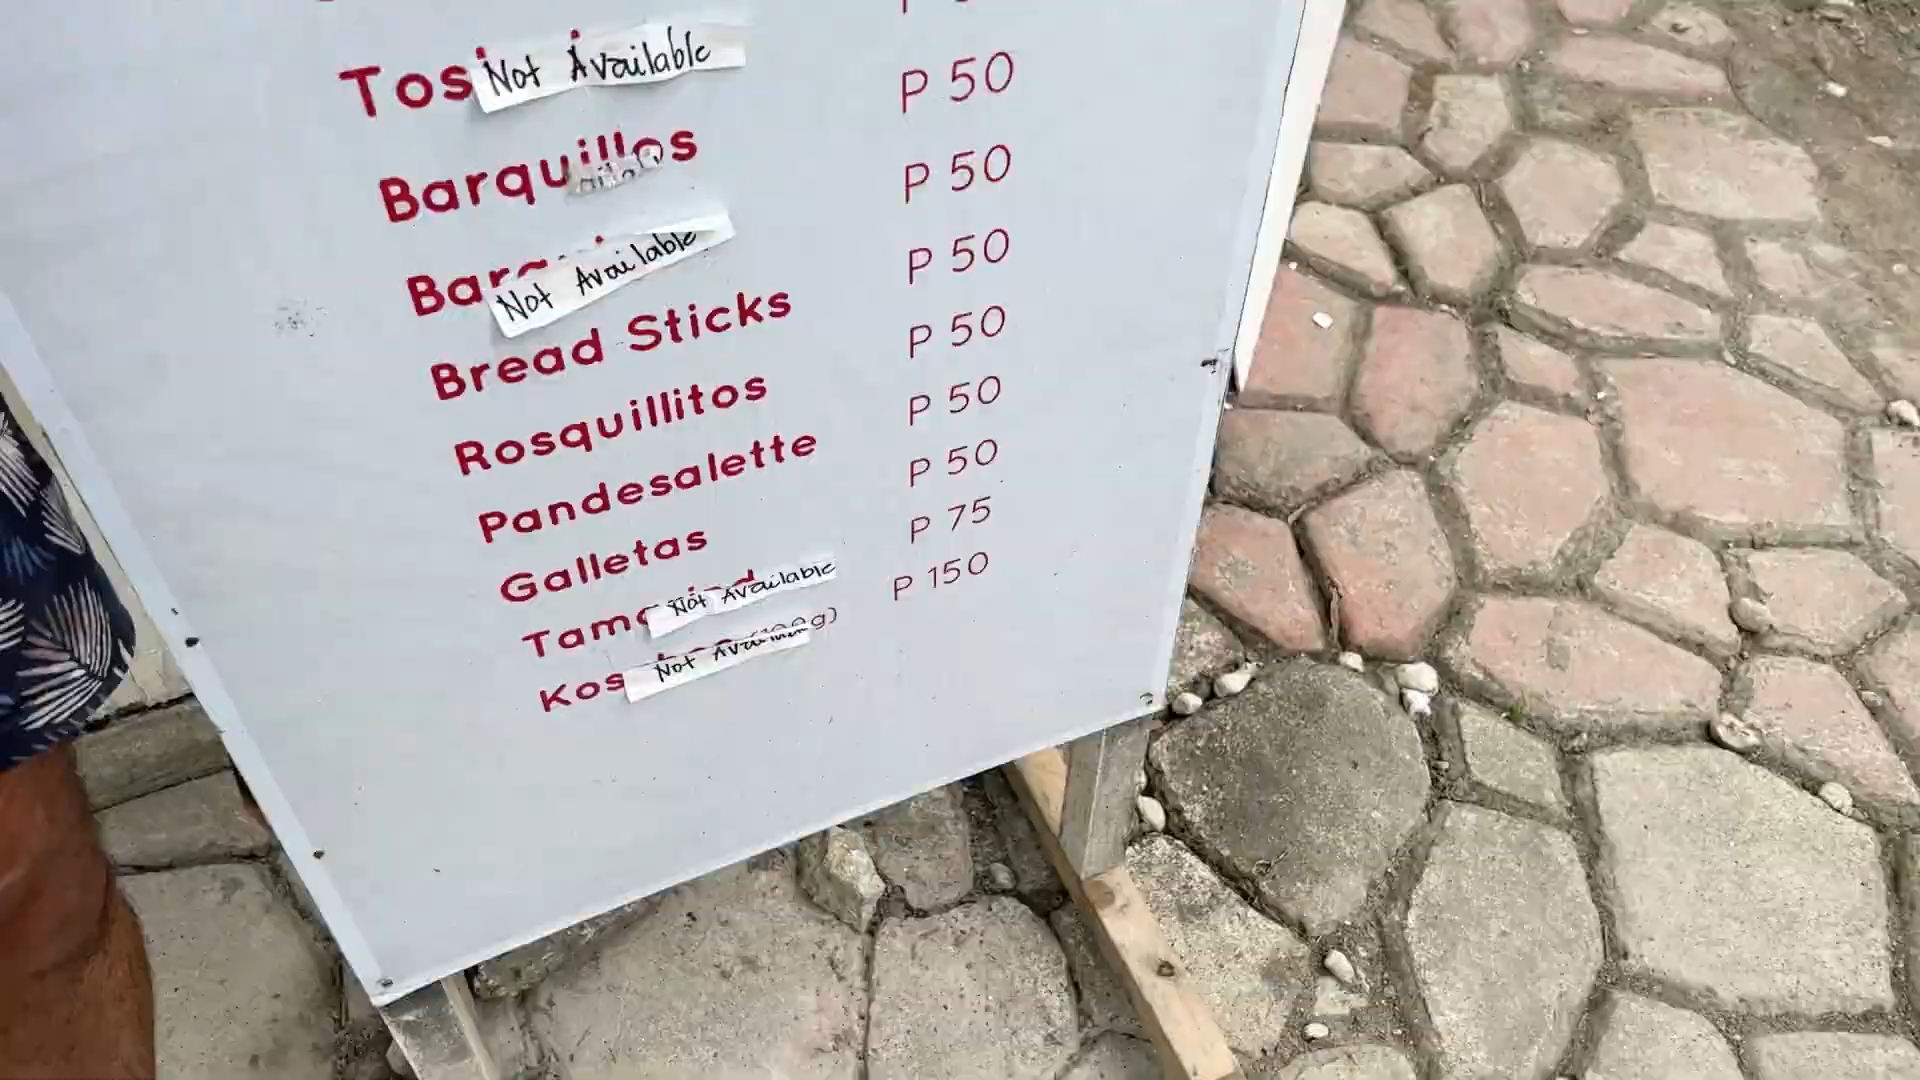 Tos Not Available P 50
Barquillos P 50
Bar Not Available P 50
Bread Sticks P 50
Rosquillitos P 50
Pandesalette P 50
Galletas P 75
Tam Not Available P 150
Kos Not g)